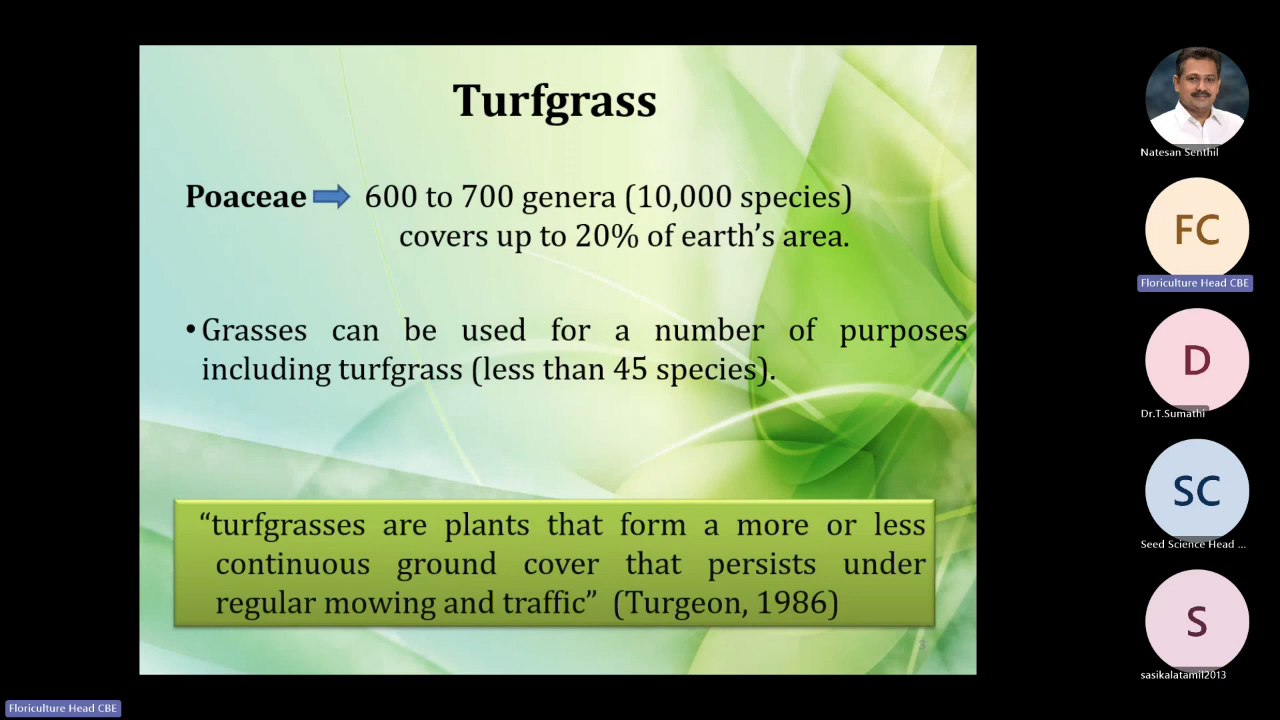 Turfgrass
Poaceae 600 to 700 genera (10,000 species)
covers up to 20% of earth’s area.
• Grasses can be used for a number of purposes
including turfgrass (less than 45 species).
“turfgrasses are plants that form a more or less
continuous ground cover that persists under
regular mowing and traffic” (Turgeon, 1986)
3
Natesan Senthil
FC
Floriculture Head CBE
D
Dr.T.Sumathi
SC
Seed Science Head ...
S
sasikalatamil2013
Floriculture Head CBE